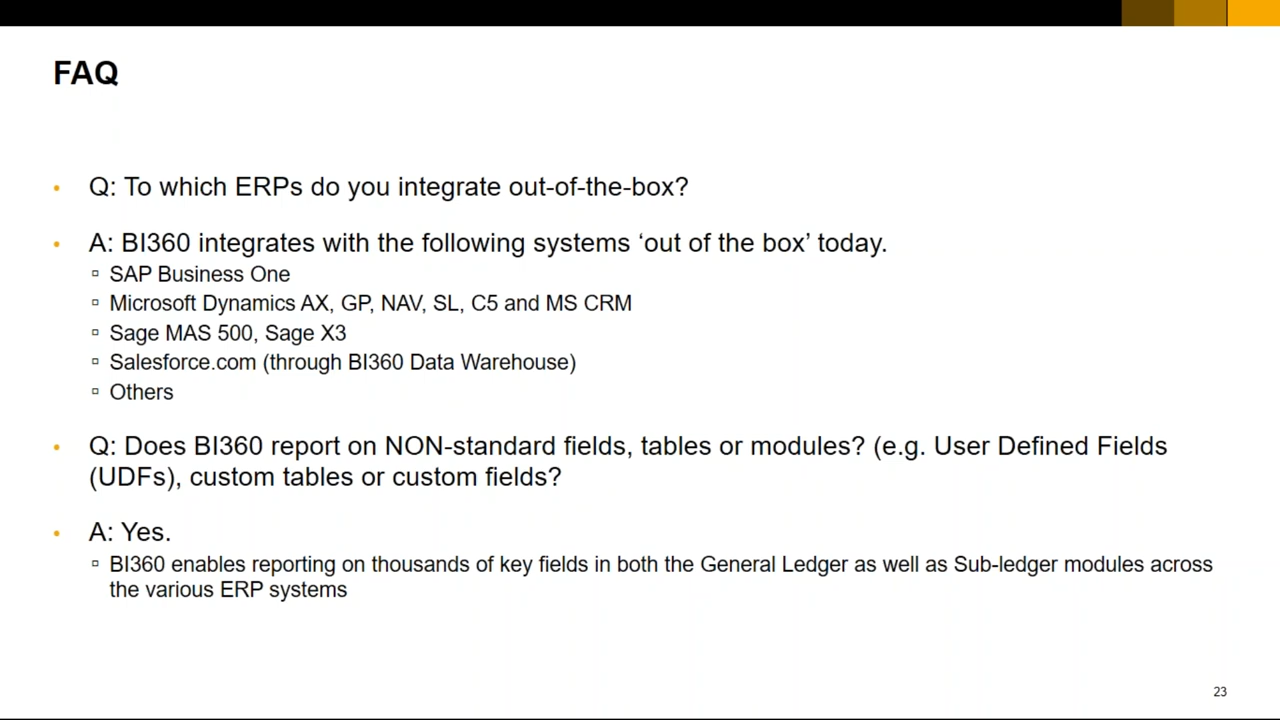 FAQ
• Q: To which ERPs do you integrate out-of-the-box?
• A: BI360 integrates with the following systems ‘out of the box’ today.
▫ SAP Business One
▫ Microsoft Dynamics AX, GP, NAV, SL, C5 and MS CRM
▫ Sage MAS 500, Sage X3
▫ Salesforce.com (through BI360 Data Warehouse)
▫ Others
• Q: Does BI360 report on NON-standard fields, tables or modules? (e.g. User Defined Fields
(UDFs), custom tables or custom fields?
• A: Yes.
▫ BI360 enables reporting on thousands of key fields in both the General Ledger as well as Sub-ledger modules across
the various ERP systems
23